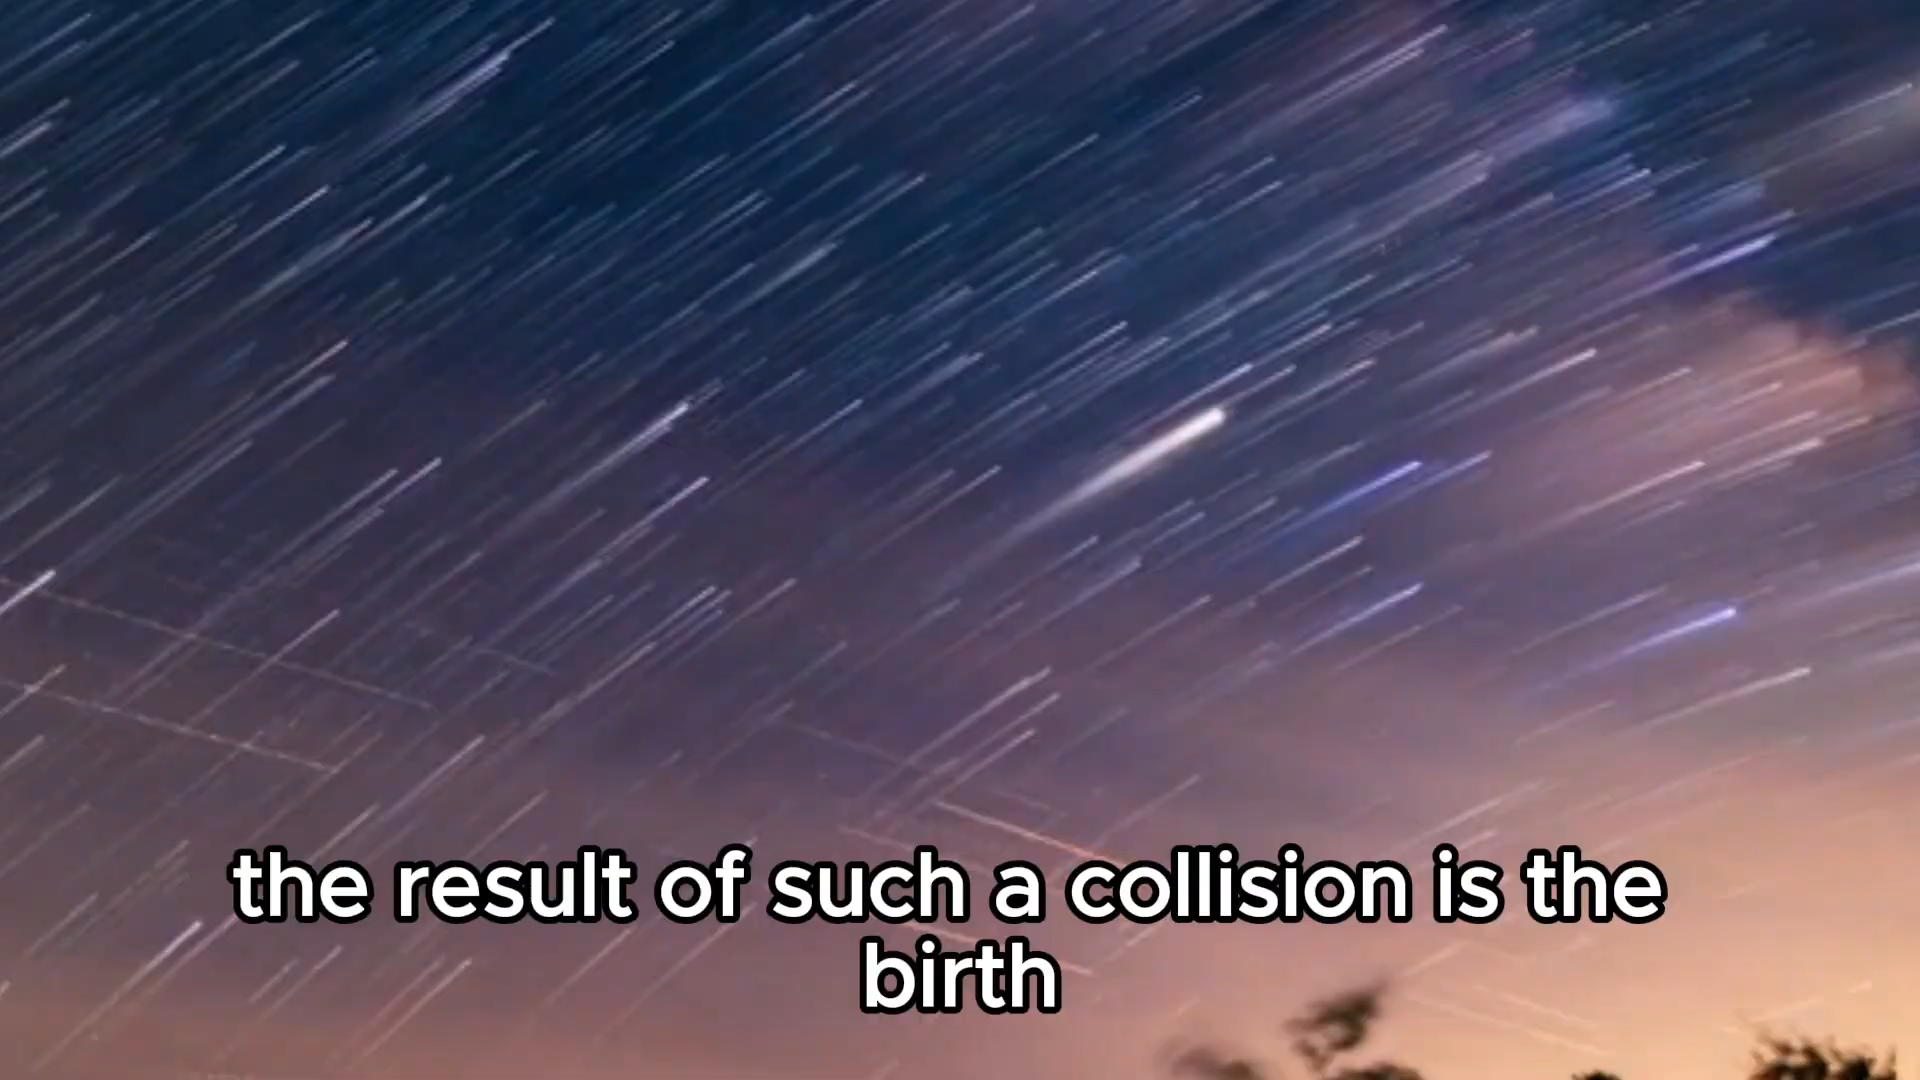 the result of such a collision is the
birth